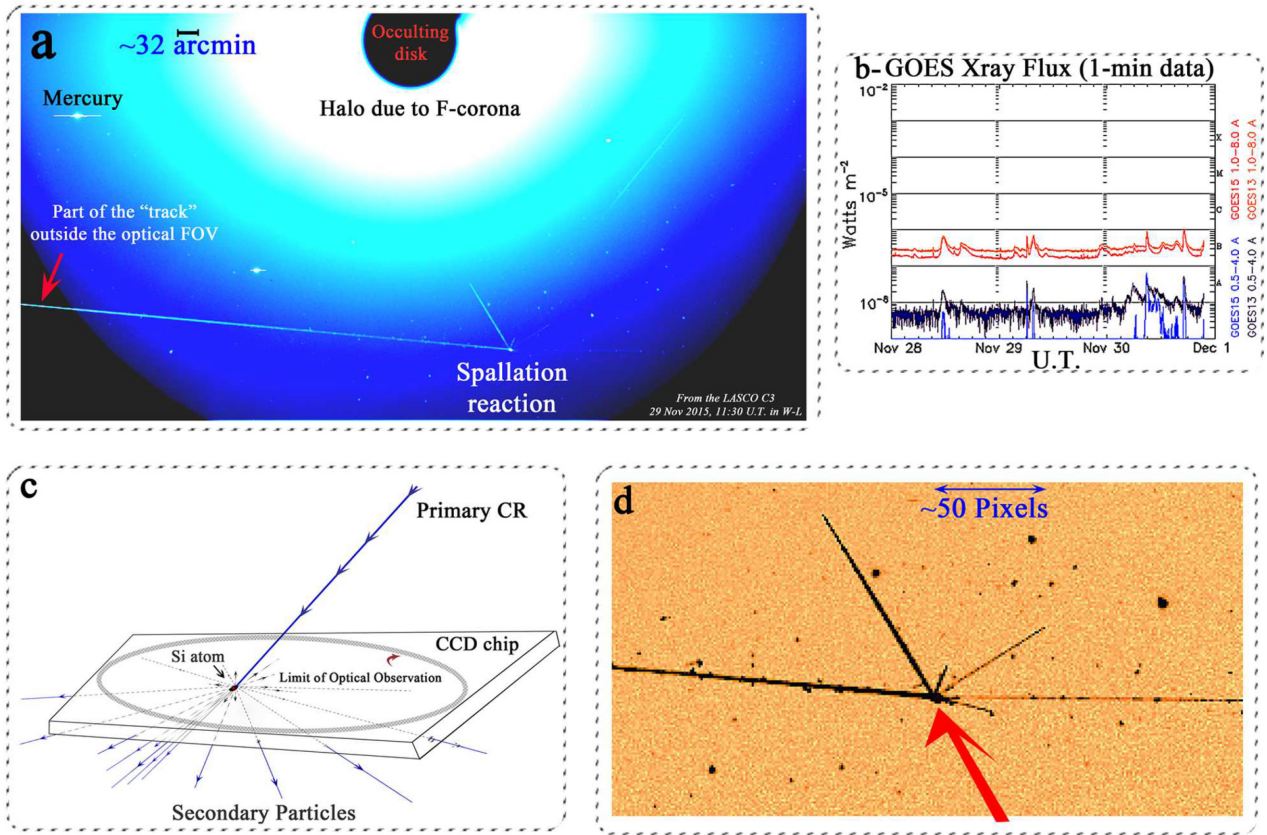 a
~32 arcmin
Occulting
disk
Mercury
Halo due to F-corona
Part of the “track”
outside the optical FOV
Spallation
reaction
From the LASCO C3
29 Nov 2015, 11:30 U.T. in W-L
b- GOES Xray Flux (1-min data)
10-2
10-5
10-8
Watts m-2
X
M
C
B
A
GOES15 1.0-8.0 A
GOES13 1.0-8.0 A
GOES15 0.5-4.0 A
GOES13 0.5-4.0 A
Nov 28
Nov 29
Nov 30
Dec 1
U.T.
c
Primary CR
CCD chip
Si atom
Limit of Optical Observation
Secondary Particles
d
~50 Pixels